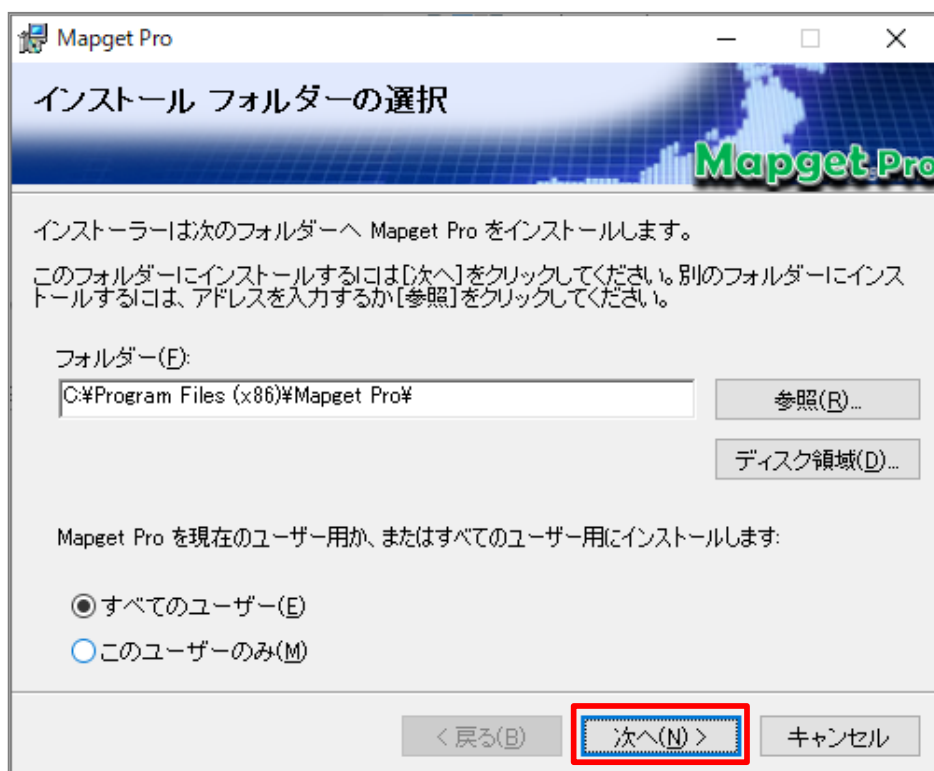 Mapget Pro
インストール フォルダーの選択
Mapget.Pro
インストーラーは次のフォルダーへ Mapget Pro をインストールします。
このフォルダーにインストールするには[次へ]をクリックしてください。別のフォルダーにインス
トールするには、アドレスを入力するか[参照]をクリックしてください。
フォルダー(F):
C:¥Program Files (x86)¥Mapget Pro¥
参照(R)...
ディスク領域(D)...
Mapget Pro を現在のユーザー用か、またはすべてのユーザー用にインストールします:
すべてのユーザー(E)
このユーザーのみ(M)
< 戻る(B)
次へ(N) >
キャンセル